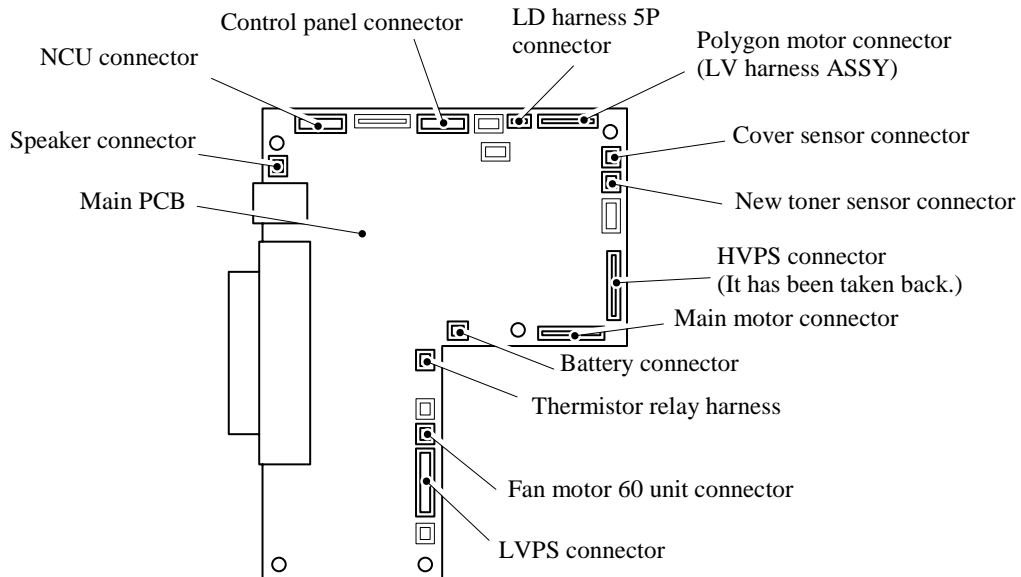 Control panel connector
LD harness 5P
connector
Polygon motor connector
(LV harness ASSY)
NCU connector
Speaker connector
Cover sensor connector
Main PCB
New toner sensor connector
HVPS connector
(It has been taken back.)
Main motor connector
Battery connector
Thermistor relay harness
Fan motor 60 unit connector
LVPS connector